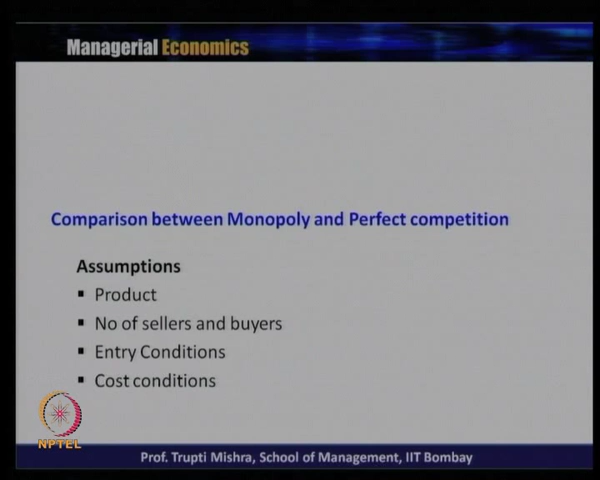 Managerial Economics
Comparison between Monopoly and Perfect competition
Assumptions
▪ Product
▪ No of sellers and buyers
▪ Entry Conditions
▪ Cost conditions
NPTEL
Prof. Trupti Mishra, School of Management, IIT Bombay